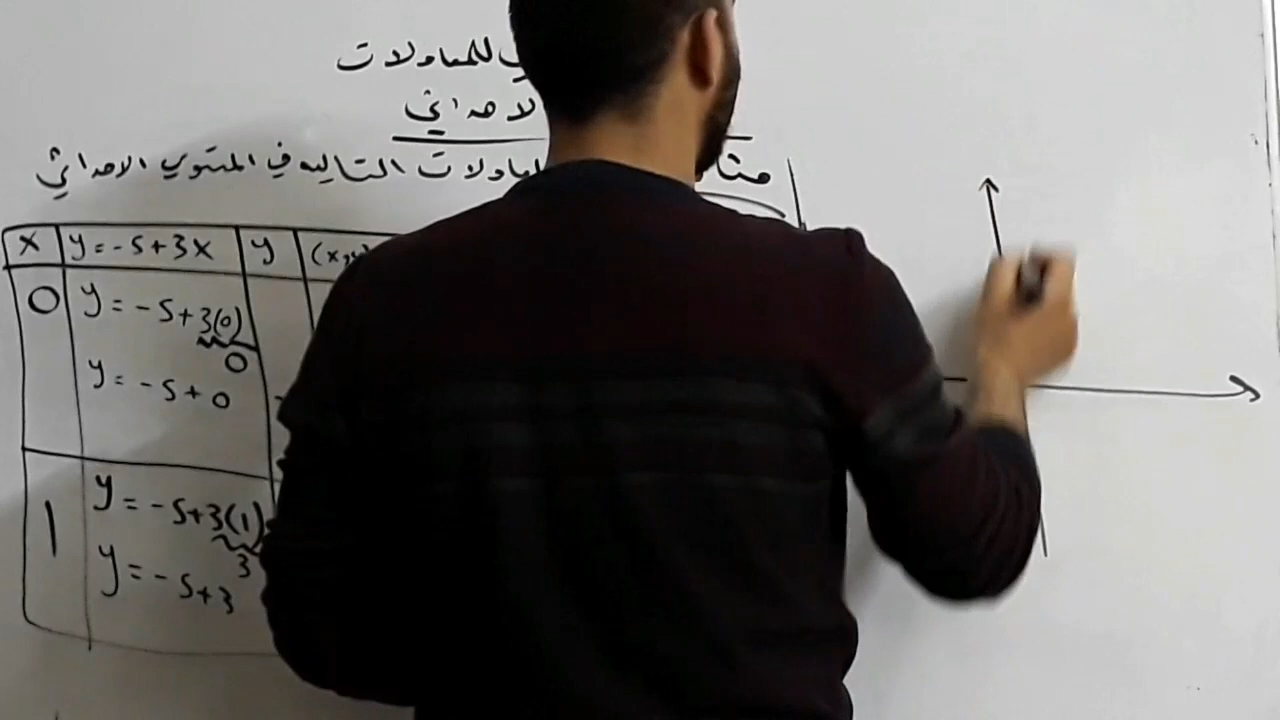 للمعادلات
الاحداثي
المعادلات التاليه في المستوي الاحداثي
x y = -5+3x y (x,y)
0 y = -5+3(0)
0
y = -5+0
1 y = -5+3(1)
3
y = -5+3